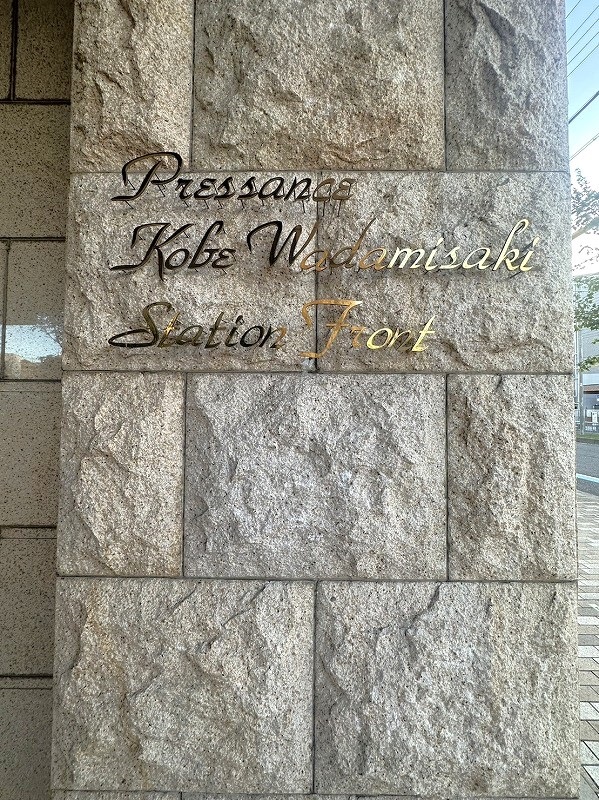 Pressance
Kobe Wadamisaki
Station Front